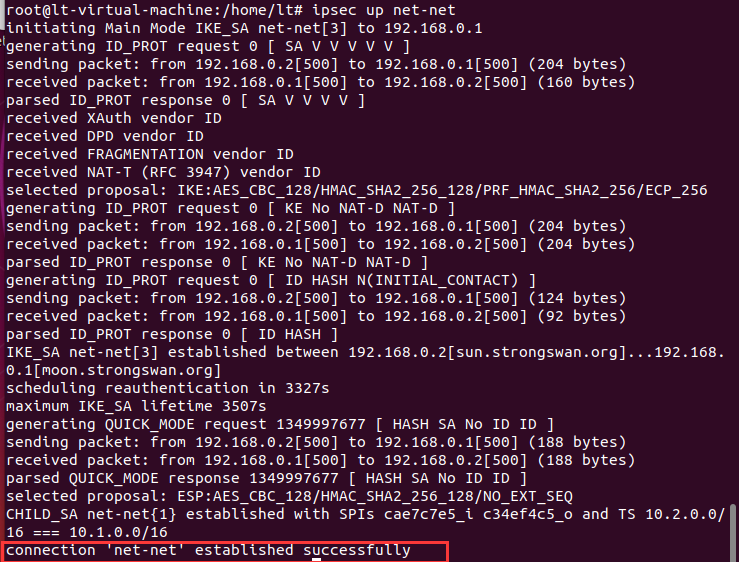 root@lt-virtual-machine:/home/lt# ipsec up net-net
initiating Main Mode IKE_SA net-net[3] to 192.168.0.1
generating ID_PROT request 0 [ SA V V V V V ]
sending packet: from 192.168.0.2[500] to 192.168.0.1[500] (204 bytes)
received packet: from 192.168.0.1[500] to 192.168.0.2[500] (160 bytes)
parsed ID_PROT response 0 [ SA V V V V ]
received XAuth vendor ID
received DPD vendor ID
received FRAGMENTATION vendor ID
received NAT-T (RFC 3947) vendor ID
selected proposal: IKE:AES_CBC_128/HMAC_SHA2_256_128/PRF_HMAC_SHA2_256/ECP_256
generating ID_PROT request 0 [ KE No NAT-D NAT-D ]
sending packet: from 192.168.0.2[500] to 192.168.0.1[500] (204 bytes)
received packet: from 192.168.0.1[500] to 192.168.0.2[500] (204 bytes)
parsed ID_PROT response 0 [ KE No NAT-D NAT-D ]
generating ID_PROT request 0 [ ID HASH N(INITIAL_CONTACT) ]
sending packet: from 192.168.0.2[500] to 192.168.0.1[500] (124 bytes)
received packet: from 192.168.0.1[500] to 192.168.0.2[500] (92 bytes)
parsed ID_PROT response 0 [ ID HASH ]
IKE_SA net-net[3] established between 192.168.0.2[sun.strongswan.org]...192.168.
0.1[moon.strongswan.org]
scheduling reauthentication in 3327s
maximum IKE_SA lifetime 3507s
generating QUICK_MODE request 1349997677 [ HASH SA No ID ID ]
sending packet: from 192.168.0.2[500] to 192.168.0.1[500] (188 bytes)
received packet: from 192.168.0.1[500] to 192.168.0.2[500] (188 bytes)
parsed QUICK_MODE response 1349997677 [ HASH SA No ID ID ]
selected proposal: ESP:AES_CBC_128/HMAC_SHA2_256_128/NO_EXT_SEQ
CHILD_SA net-net{1} established with SPIs cae7c7e5_i c34ef4c5_o and TS 10.2.0.0/
16 === 10.1.0.0/16
connection 'net-net' established successfully